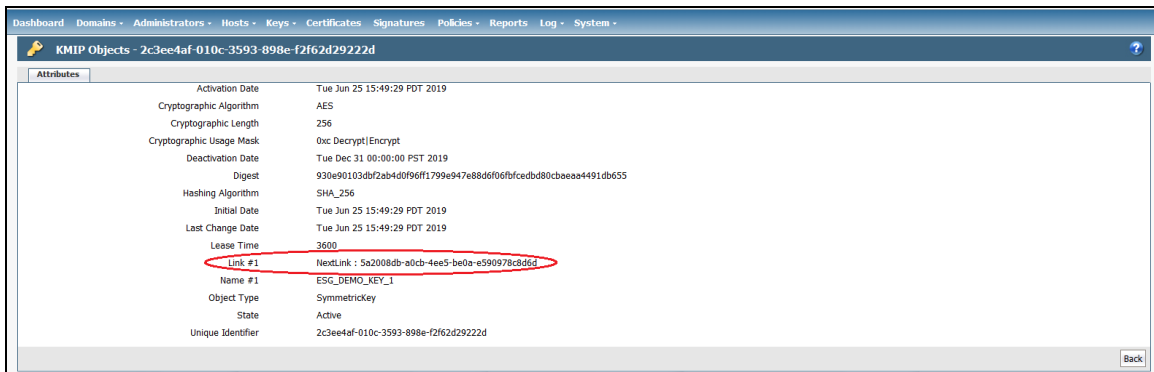 Dashboard Domains Administrators Hosts Keys Certificates Signatures Policies Reports Log System
KMIP Objects - 2c3ee4af-010c-3593-898e-f2f62d29222d ?
Attributes
Activation Date Tue Jun 25 15:49:29 PDT 2019
Cryptographic Algorithm AES
Cryptographic Length 256
Cryptographic Usage Mask 0xc Decrypt|Encrypt
Deactivation Date Tue Dec 31 00:00:00 PST 2019
Digest 930e90103dbf2ab4d0f96ff1799e947e88d6f06fbfcedbd80cbaeaa4491db655
Hashing Algorithm SHA_256
Initial Date Tue Jun 25 15:49:29 PDT 2019
Last Change Date Tue Jun 25 15:49:29 PDT 2019
Lease Time 3600
Link #1 NextLink : 5a2008db-a0cb-4ee5-be0a-e590978c8d6d
Name #1 ESG_DEMO_KEY_1
Object Type SymmetricKey
State Active
Unique Identifier 2c3ee4af-010c-3593-898e-f2f62d29222d
Back